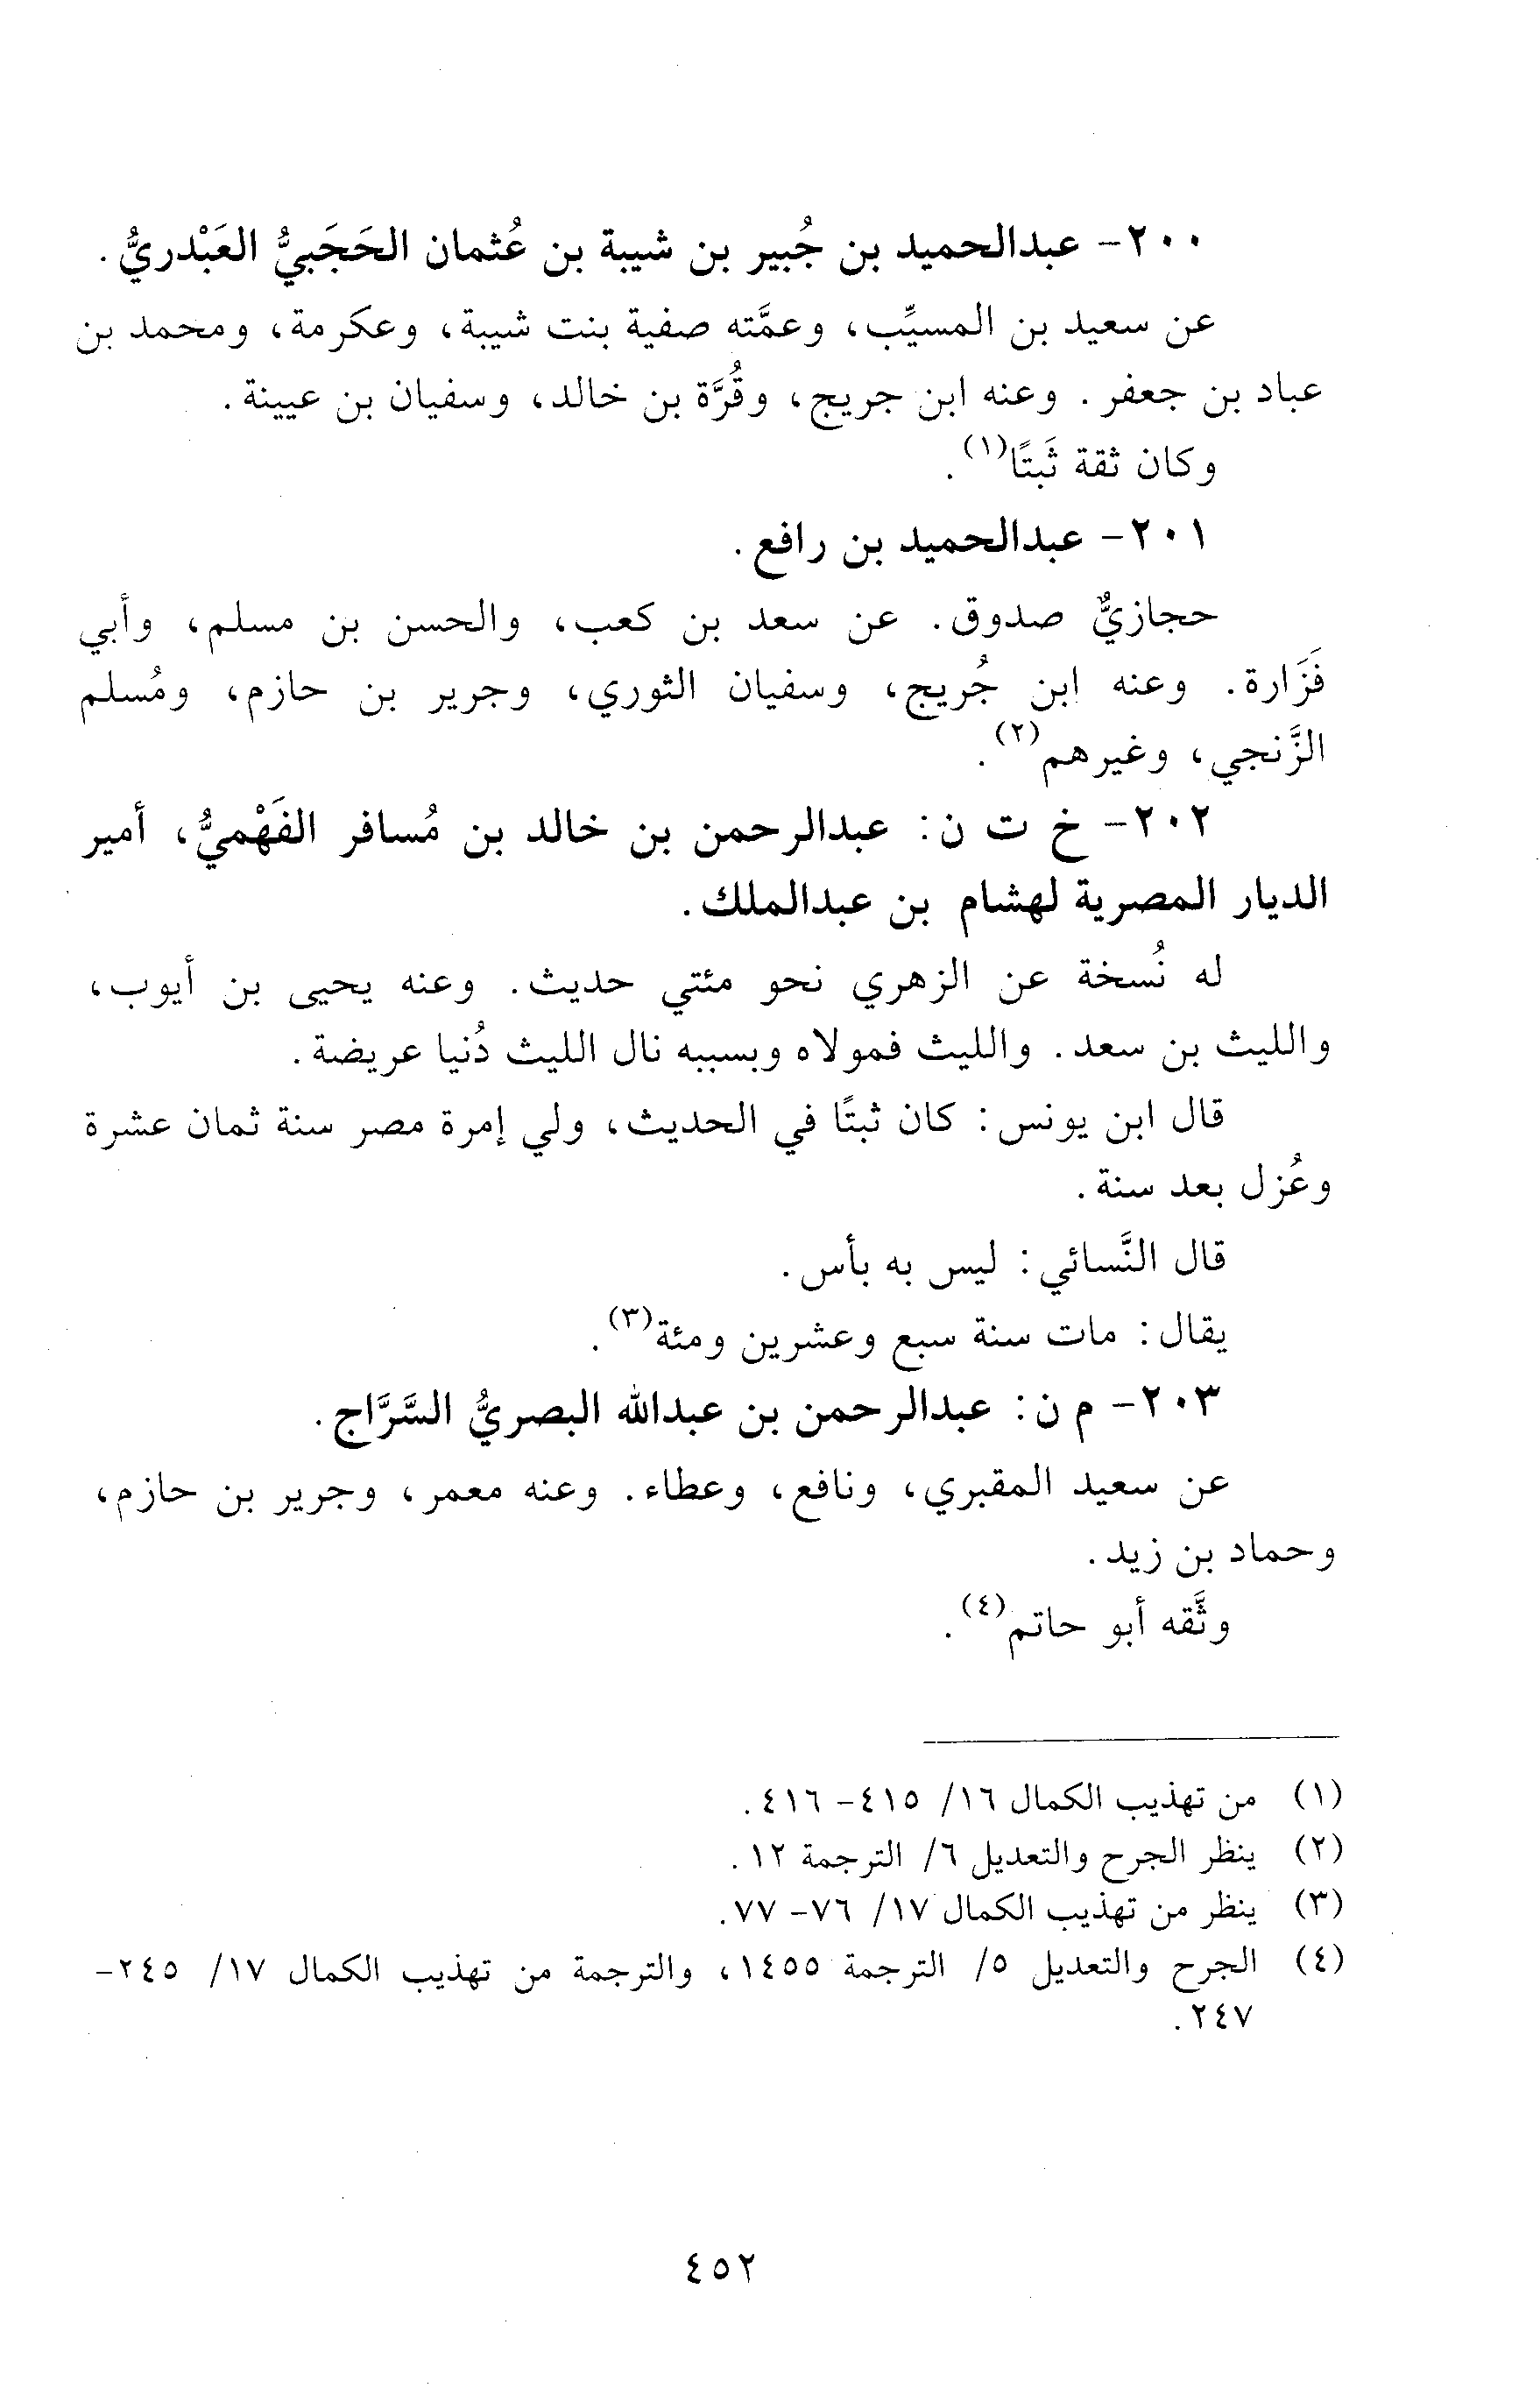 ٢٠٠- عبدالحميد بن جُبير بن شيبة بن عُثمان الحَجَبيُّ العَبْدريُّ.
عن سعيد بن المسيِّب، وعمَّته صفية بنت شيبة، وعكرمة، ومحمد بن
عباد بن جعفر. وعنه ابن جريج، وقُرَّة بن خالد، وسفيان بن عيينة.
وكان ثقة ثَبتًا(١).
٢٠١- عبدالحميد بن رافع.
حجازيٌّ صدوق. عن سعد بن كعب، والحسن بن مسلم، وأبي
فَزَارة. وعنه ابن جُريج، وسفيان الثوري، وجرير بن حازم، ومُسلم
الزَّنجي، وغيرهم(٢).
٢٠٢- خ ت ن: عبدالرحمن بن خالد بن مُسافر الفَهْميُّ، أمير
الديار المصرية لهشام بن عبدالملك.
له نُسخة عن الزهري نحو مئتي حديث. وعنه يحيى بن أيوب،
والليث بن سعد. والليث فمولاه وبسببه نال الليث دُنيا عريضة.
قال ابن يونس: كان ثبتًا في الحديث، ولي إمرة مصر سنة ثمان عشرة
وعُزل بعد سنة.
قال النَّسائي: ليس به بأس.
يقال: مات سنة سبع وعشرين ومئة(٣).
٢٠٣- م ن: عبدالرحمن بن عبدالله البصريُّ السَّرَّاج.
عن سعيد المقبري، ونافع، وعطاء. وعنه معمر، وجرير بن حازم،
وحماد بن زيد.
وثَّقه أبو حاتم(٤).
(١) من تهذيب الكمال ١٦/ ٤١٥- ٤١٦.
(٢) ينظر الجرح والتعديل ٦/ الترجمة ١٢.
(٣) ينظر من تهذيب الكمال ١٧/ ٧٦- ٧٧.
(٤) الجرح والتعديل ٥/ الترجمة ١٤٥٥، والترجمة من تهذيب الكمال ١٧/ ٢٤٥-
٢٤٧.
٤٥٢